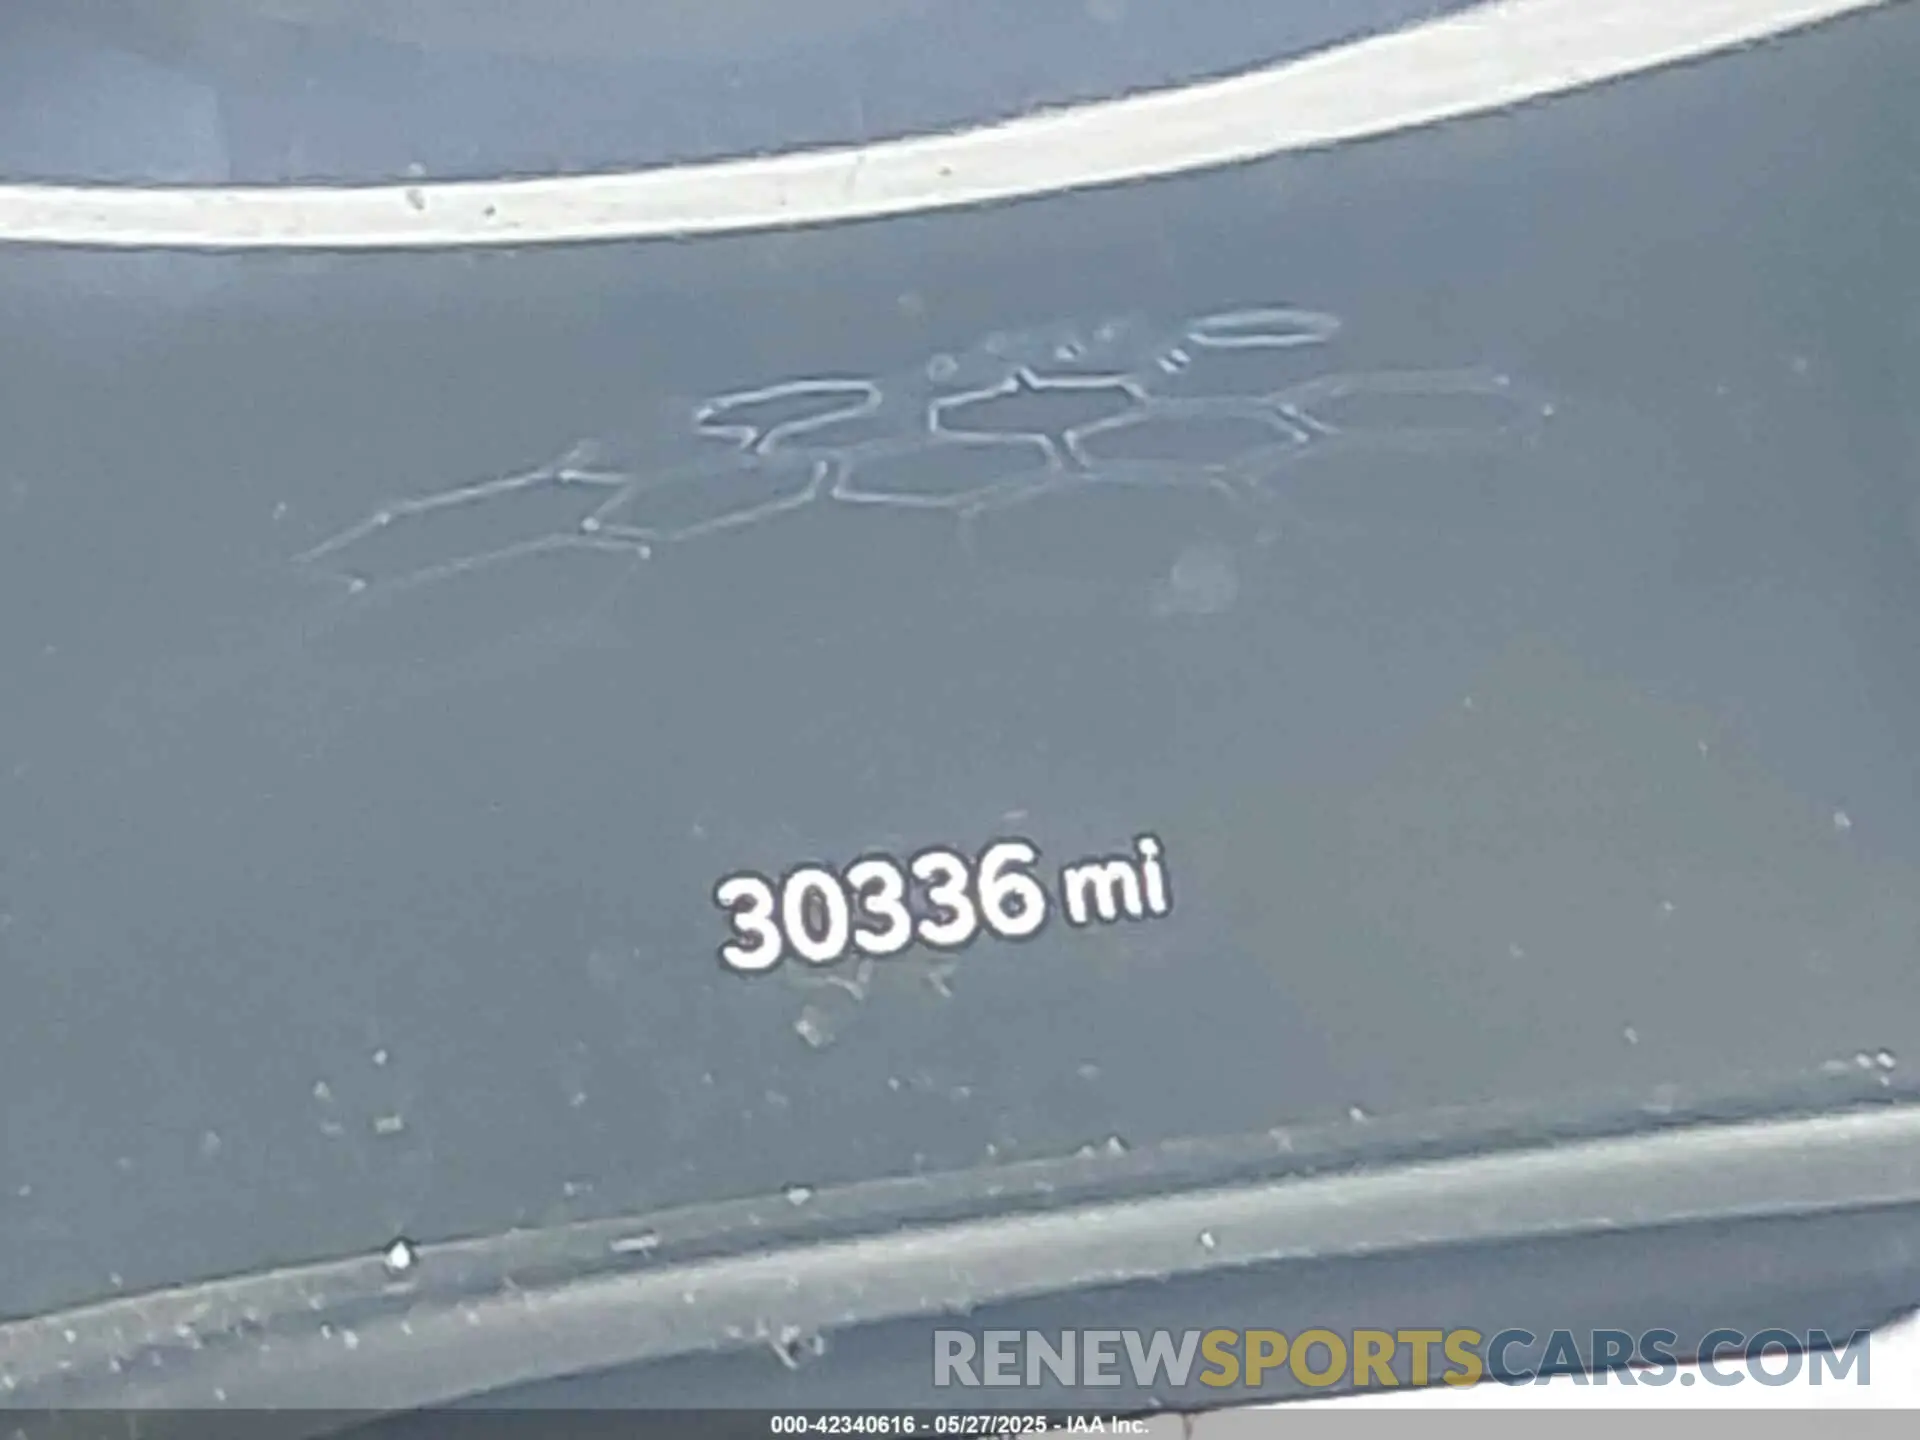 30336 mi
RENEWSPORTSCARS.COM
000-42340616 - 05/27/2025 - IAA Inc.